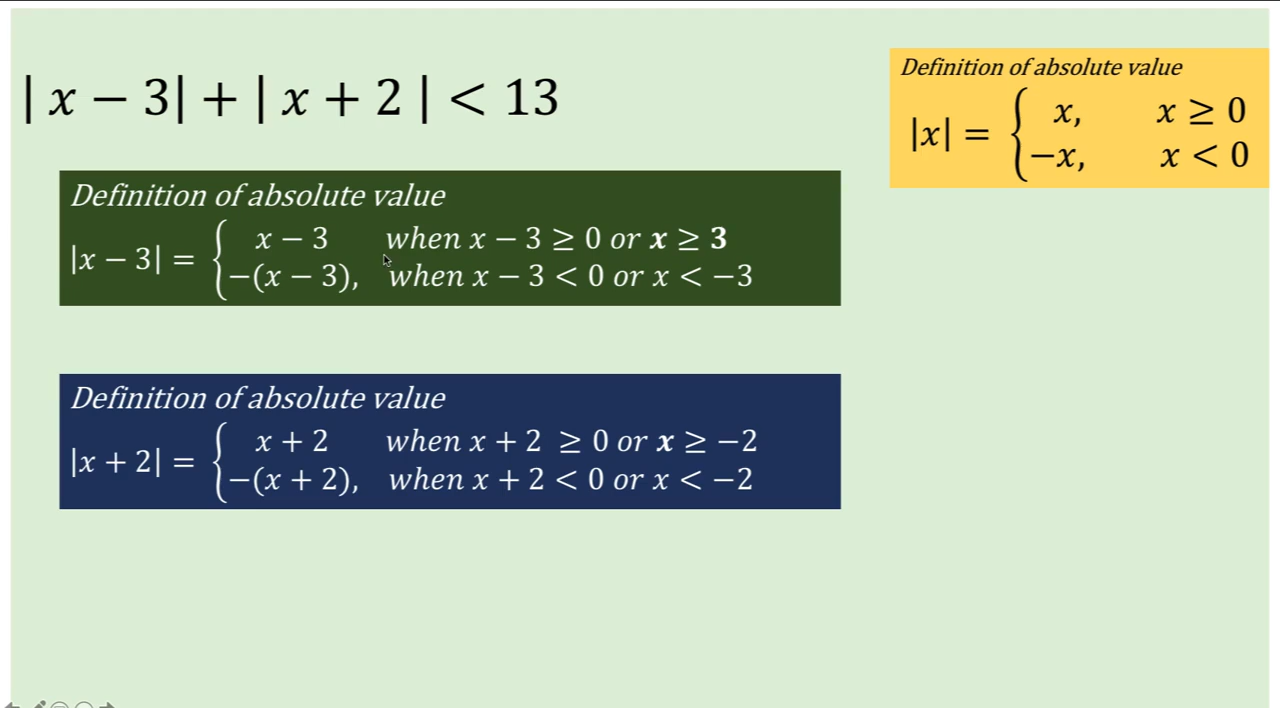 |x − 3| + |x + 2| < 13
Definition of absolute value
|x| = { x, x ≥ 0
−x, x < 0
Definition of absolute value
|x − 3| = { x − 3 when x − 3 ≥ 0 or x ≥ 3
−(x − 3), when x − 3 < 0 or x < −3
Definition of absolute value
|x + 2| = { x + 2 when x + 2 ≥ 0 or x ≥ −2
−(x + 2), when x + 2 < 0 or x < −2